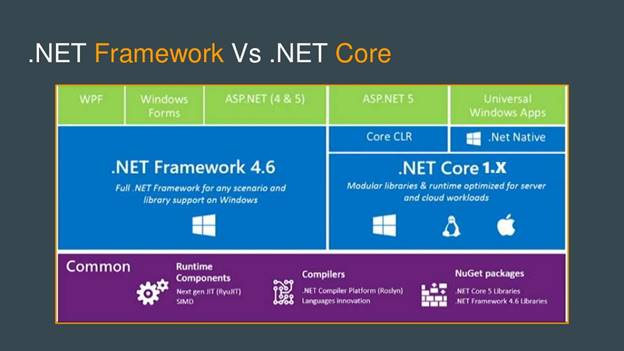 .NET Framework Vs .NET Core
WPF
Windows
Forms
ASP.NET (4 & 5)
ASP.NET 5
Universal
Windows Apps
Core CLR
.Net Native
.NET Framework 4.6
Full .NET Framework for any scenario and
library support on Windows
.NET Core 1.X
Modular libraries & runtime optimized for server
and cloud workloads
Common
Runtime
Components
Next gen JIT (RyuJIT)
SIMD
Compilers
.NET Compiler Platform (Roslyn)
Languages innovation
NuGet packages
.NET Core 5 Libraries
.NET Framework 4.6 Libraries